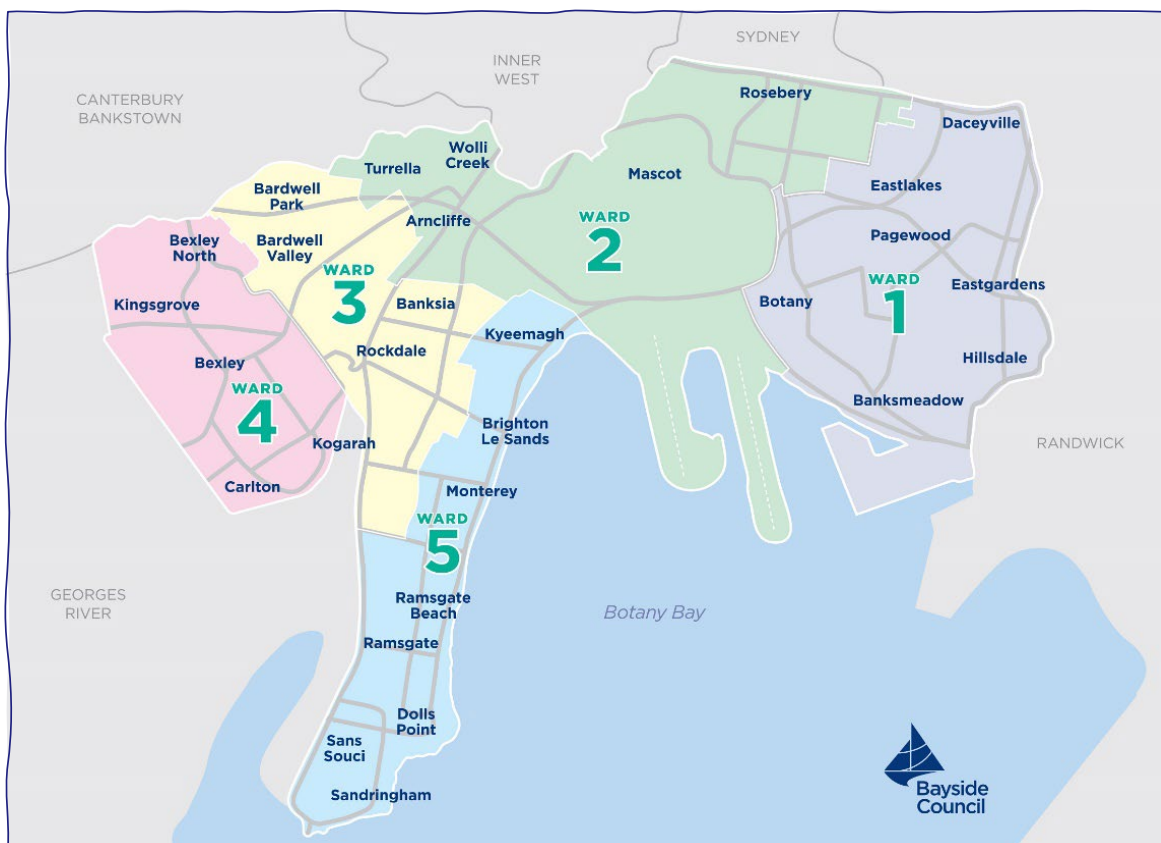 SYDNEY
INNER
WEST
CANTERBURY
BANKSTOWN
Rosebery
Daceyville
Wolli
Creek
Turrella
Mascot
Eastlakes
Bardwell
Park
Arncliffe
WARD
2
Pagewood
Bexley
North
Bardwell
Valley
WARD
3
WARD
1
Eastgardens
Kingsgrove
Banksia
Botany
Kyeemagh
Rockdale
Hillsdale
Bexley
WARD
4
Banksmeadow
Brighton
Le Sands
Kogarah
RANDWICK
Carlton
Monterey
WARD
5
GEORGES
RIVER
Ramsgate
Beach
Botany Bay
Ramsgate
Dolls
Point
Sans
Souci
Sandringham
Bayside
Council